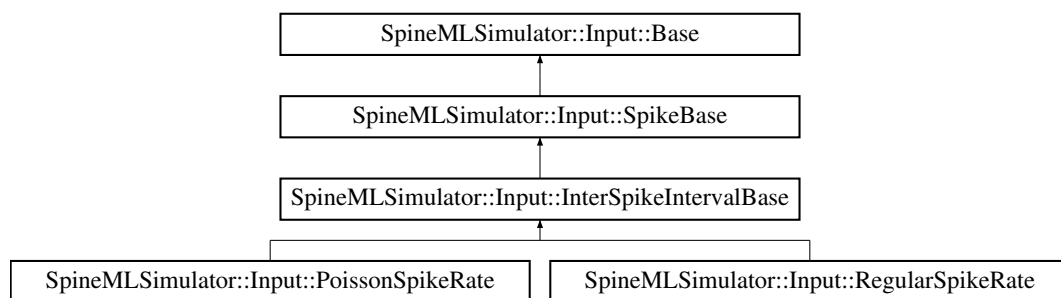 SpineMLSimulator::Input::Base
SpineMLSimulator::Input::SpikeBase
SpineMLSimulator::Input::InterSpikeIntervalBase
SpineMLSimulator::Input::PoissonSpikeRate
SpineMLSimulator::Input::RegularSpikeRate